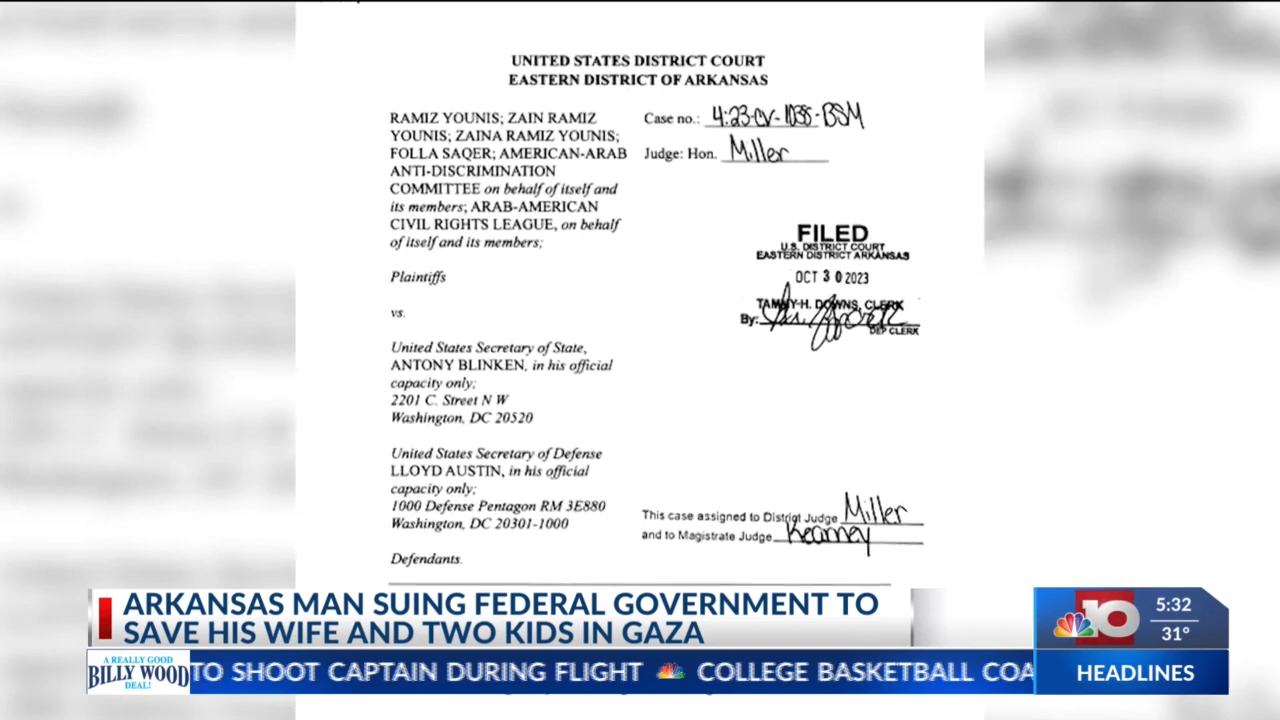 UNITED STATES DISTRICT COURT
EASTERN DISTRICT OF ARKANSAS
RAMIZ YOUNIS; ZAIN RAMIZ
YOUNIS; ZAINA RAMIZ YOUNIS;
FOLLA SAQER; AMERICAN-ARAB
ANTI-DISCRIMINATION
COMMITTEE on behalf of itself and
its members; ARAB-AMERICAN
CIVIL RIGHTS LEAGUE, on behalf
of itself and its members;
Plaintiffs
vs.
United States Secretary of State,
ANTONY BLINKEN, in his official
capacity only;
2201 C. Street N W
Washington, DC 20520
United States Secretary of Defense
LLOYD AUSTIN, in his official
capacity only;
1000 Defense Pentagon RM 3E880
Washington, DC 20301-1000
Defendants.
Case no.: 4:23-cv-1038-BSM
Judge: Hon. Miller
FILED
U.S. DISTRICT COURT
EASTERN DISTRICT ARKANSAS
OCT 30 2023
TAMMY H. DOWNS, CLERK
By:
DEP CLERK
This case assigned to District Judge Miller
and to Magistrate Judge Kearney
ARKANSAS MAN SUING FEDERAL GOVERNMENT TO
SAVE HIS WIFE AND TWO KIDS IN GAZA
10
5:32
31°
A REALLY GOOD
BILLY WOOD
DEAL!
TO SHOOT CAPTAIN DURING FLIGHT COLLEGE BASKETBALL COA
HEADLINES